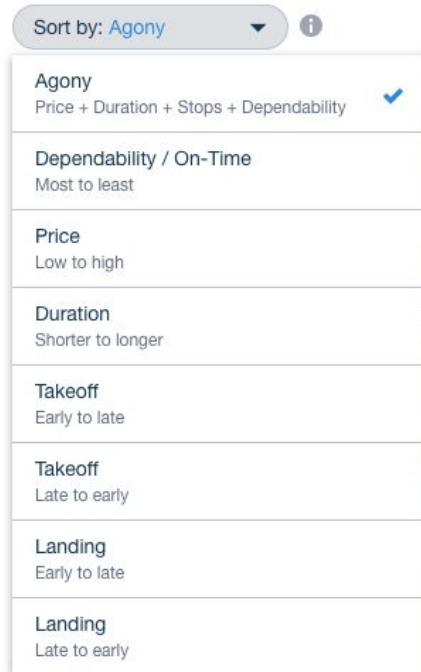 Sort by: Agony
Agony
Price + Duration + Stops + Dependability
Dependability / On-Time
Most to least
Price
Low to high
Duration
Shorter to longer
Takeoff
Early to late
Takeoff
Late to early
Landing
Early to late
Landing
Late to early